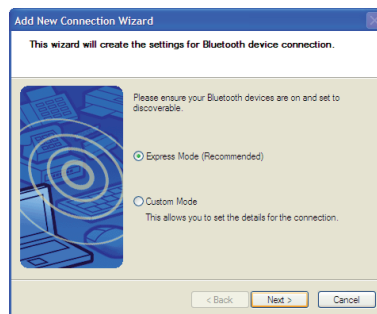 Add New Connection Wizard
This wizard will create the settings for Bluetooth device connection.
Please ensure your Bluetooth devices are on and set to
discoverable.
Express Mode (Recommended)
Custom Mode
This allows you to set the details for the connection.
< Back
Next >
Cancel